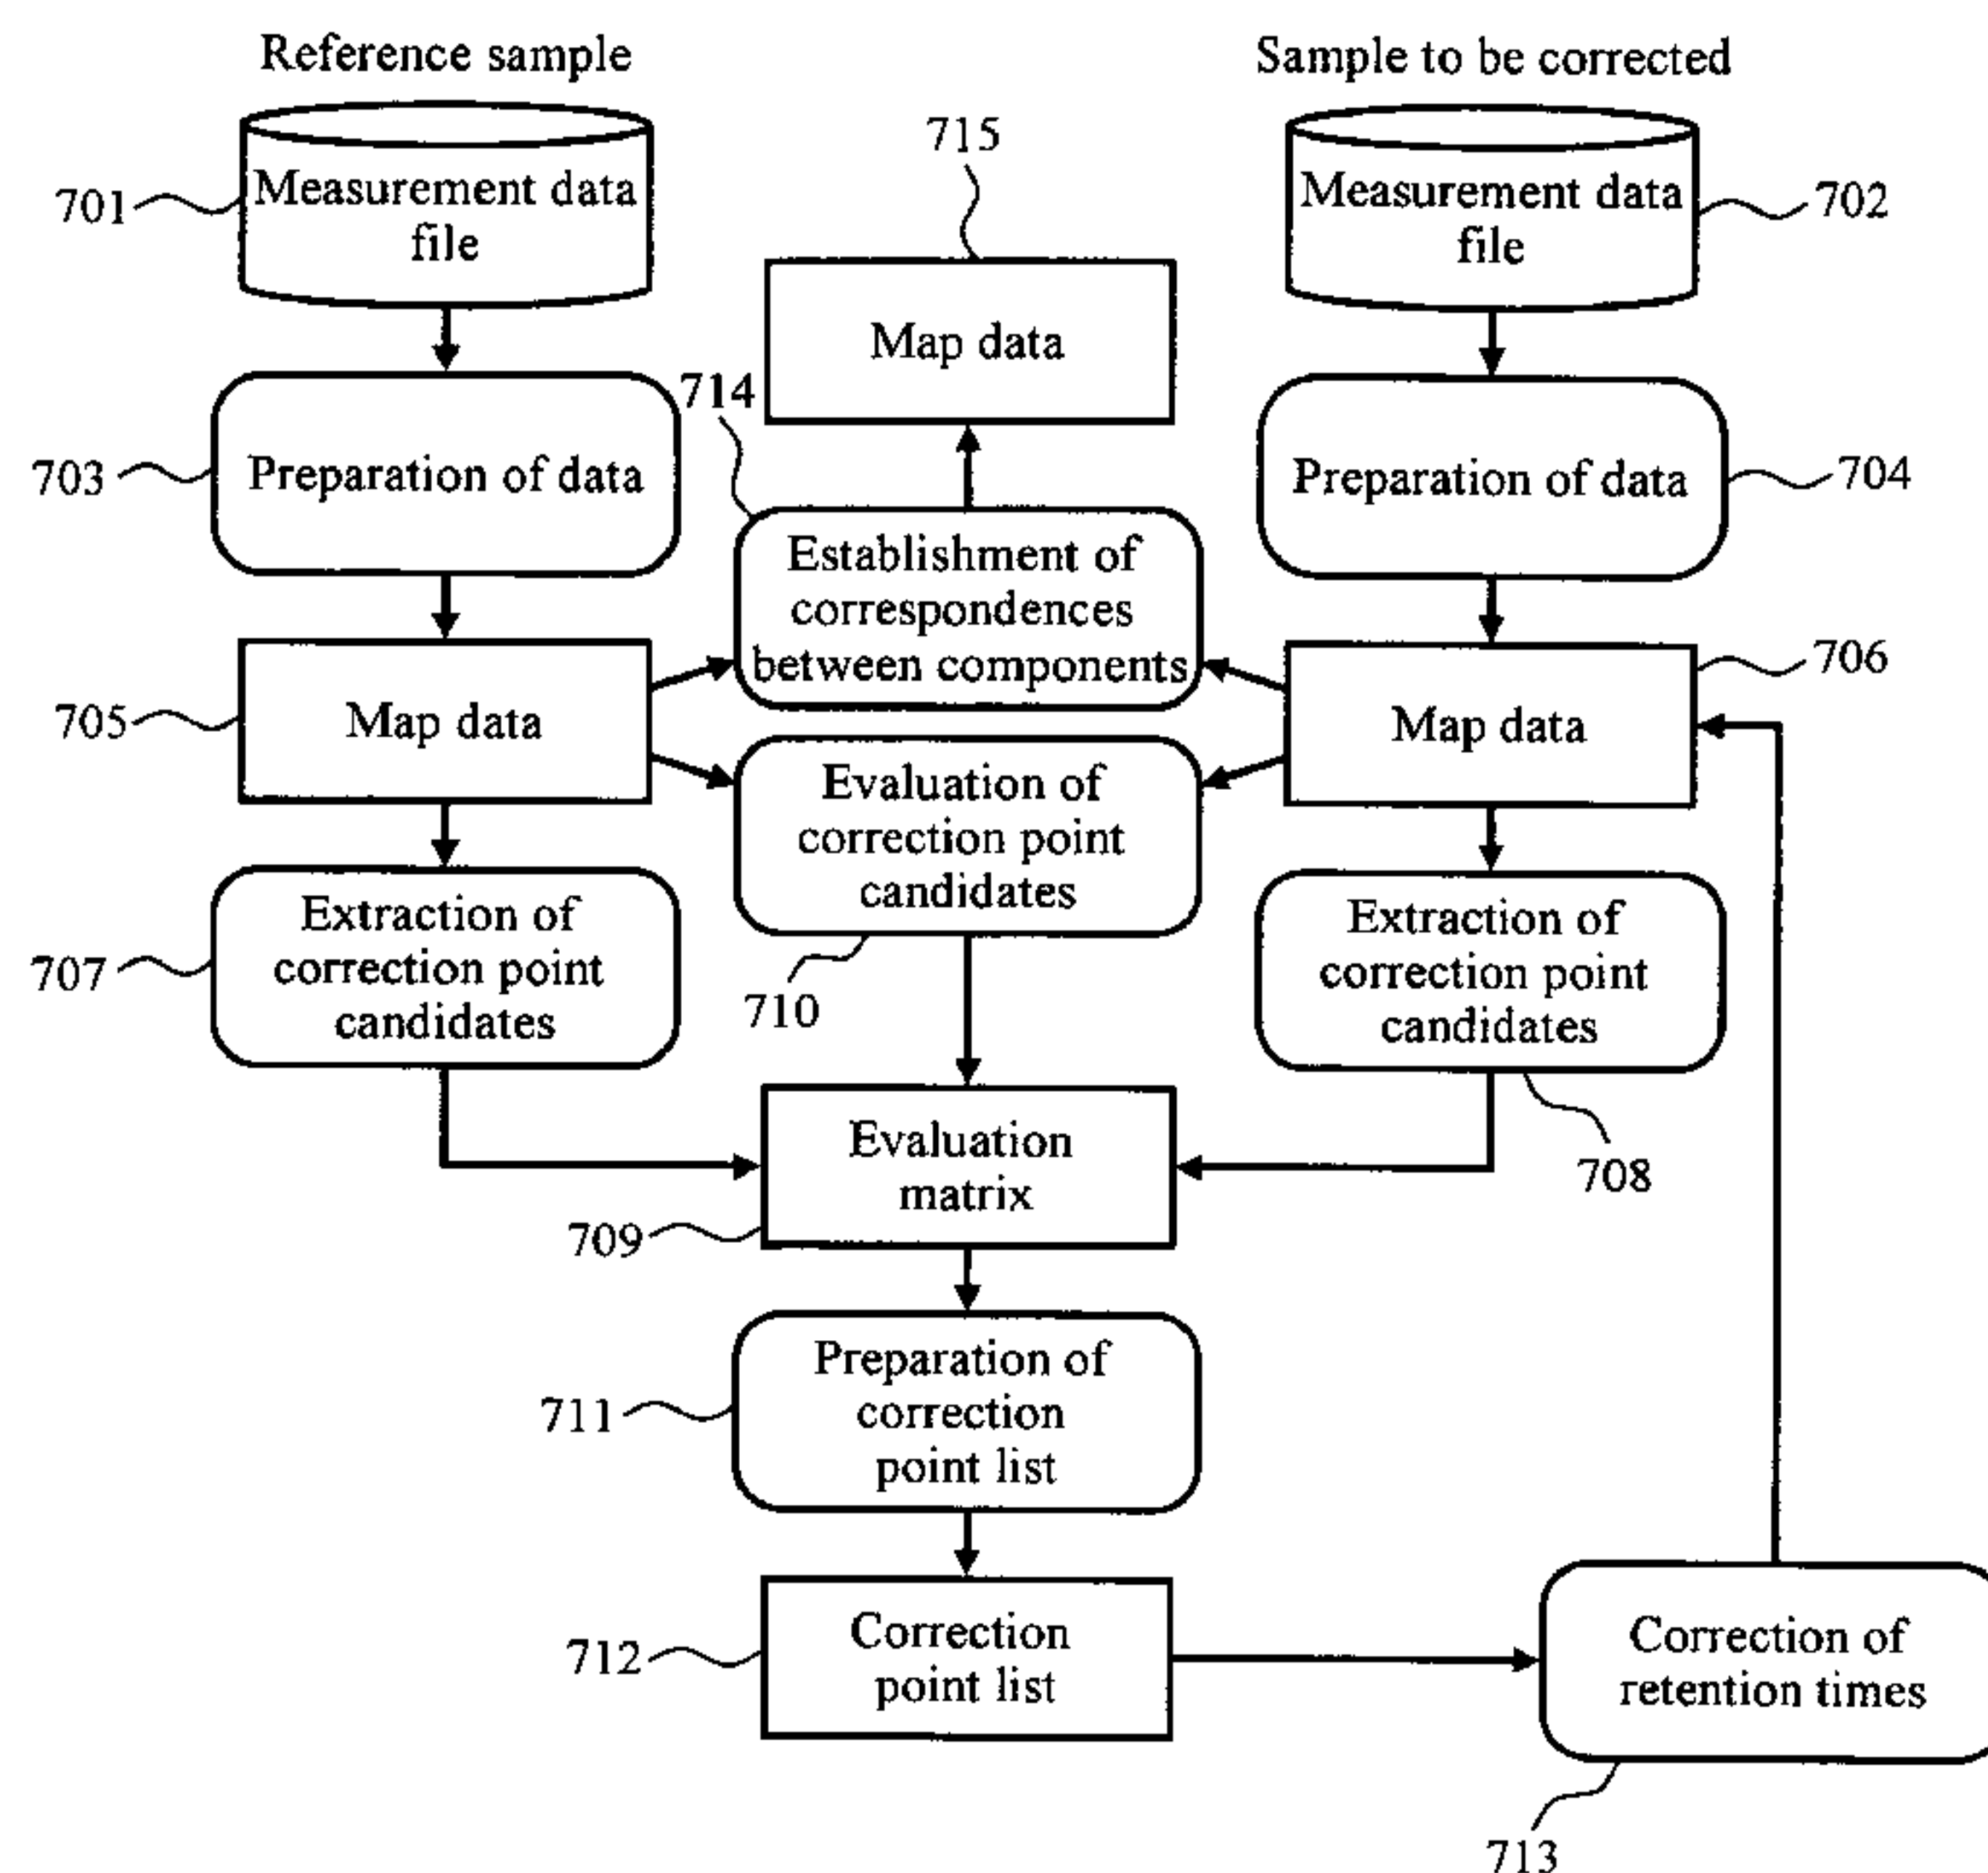 Reference sample
Sample to be corrected
715
701
Measurement data
file
Measurement data
file
702
Map data
714
703
Preparation of data
Preparation of data
704
Establishment of
correspondences
between components
706
705
Map data
Map data
Evaluation of
correction point
candidates
Extraction of
correction point
candidates
707
710
Extraction of
correction point
candidates
708
Evaluation
matrix
709
Preparation of
correction
point list
711
Correction
point list
712
Correction of
retention times
713